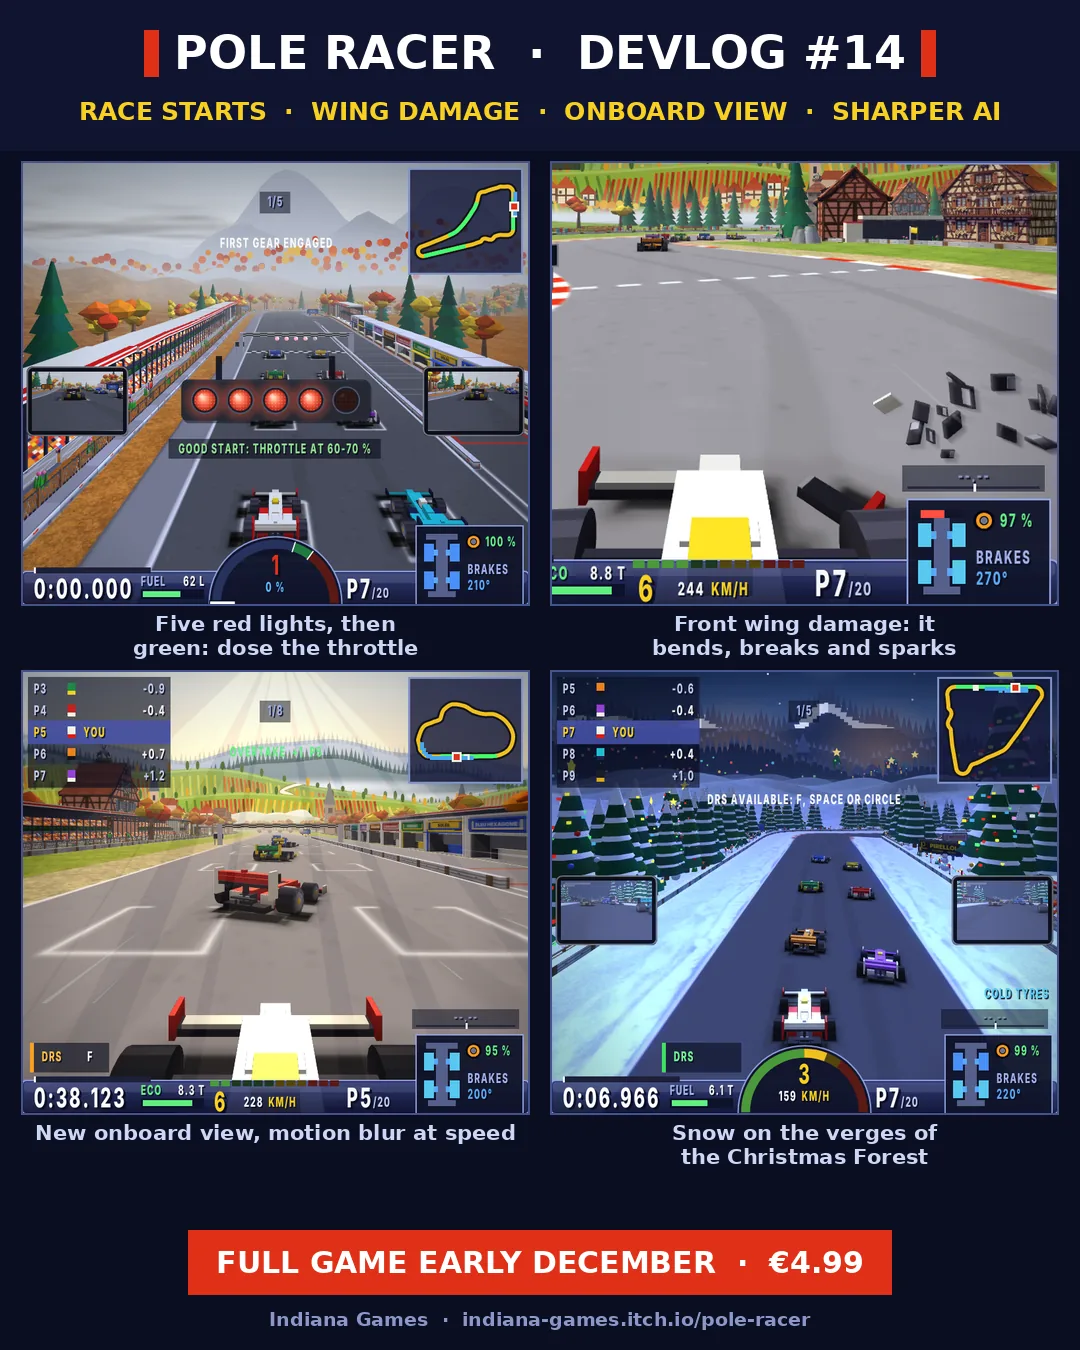 POLE RACER · DEVLOG #14
RACE STARTS · WING DAMAGE · ONBOARD VIEW · SHARPER AI
1/5
FIRST GEAR ENGAGED
GOOD START: THROTTLE AT 60-70 %
0:00.000
FUEL 62 L
1
0 %
P7/20
100 %
BRAKES
210°
97 %
BRAKES
270°
CO 8.8 T
6 244 KM/H
P7/20
Five red lights, then
green: dose the throttle
Front wing damage: it
bends, breaks and sparks
P3 -0.9
P4 -0.4
P5 YOU
P6 +0.7
P7 +1.2
1/8
--.--
DRS F
0:38.123
ECO 8.3 T
6 228 KM/H
P5/20
95 %
BRAKES
200°
P5 -0.6
P6 -0.4
P7 YOU
P8 +0.4
P9 +1.0
1/5
DRS AVAILABLE: F, SPACE OR CIRCLE
COLD TYRES
--.--
DRS
0:06.966
FUEL 6.1 T
3
159 KM/H
P7/20
99 %
BRAKES
220°
New onboard view, motion blur at speed
Snow on the verges of
the Christmas Forest
FULL GAME EARLY DECEMBER · €4.99
Indiana Games · indiana-games.itch.io/pole-racer